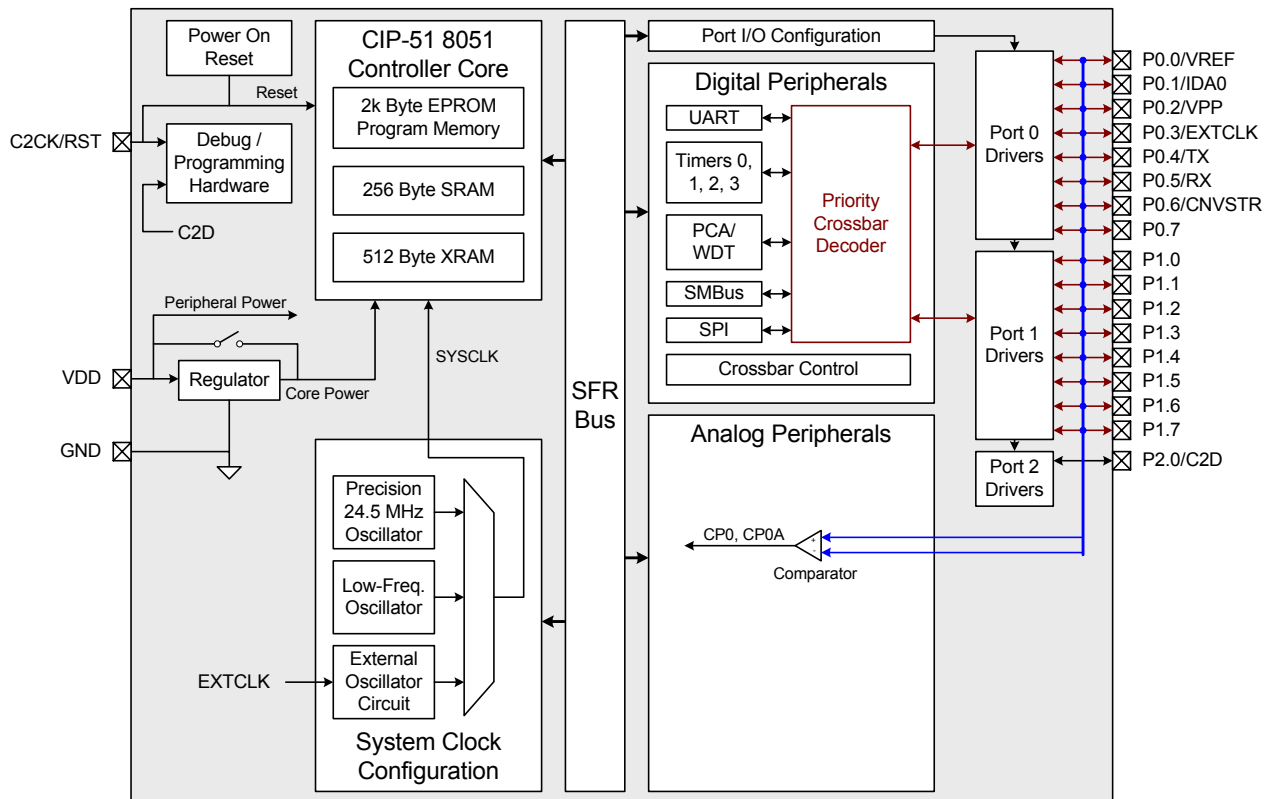 Power On
Reset
Reset
C2CK/RST
Debug /
Programming
Hardware
C2D
CIP-51 8051
Controller Core
2k Byte EPROM
Program Memory
256 Byte SRAM
512 Byte XRAM
Peripheral Power
VDD
Regulator
Core Power
GND
SYSCLK
Precision
24.5 MHz
Oscillator
Low-Freq.
Oscillator
EXTCLK
External
Oscillator
Circuit
System Clock
Configuration
SFR
Bus
Port I/O Configuration
Digital Peripherals
UART
Timers 0,
1, 2, 3
PCA/
WDT
SMBus
SPI
Priority
Crossbar
Decoder
Crossbar Control
Analog Peripherals
CP0, CP0A
+
-
Comparator
Port 0
Drivers
Port 1
Drivers
Port 2
Drivers
P0.0/VREF
P0.1/IDA0
P0.2/VPP
P0.3/EXTCLK
P0.4/TX
P0.5/RX
P0.6/CNVSTR
P0.7
P1.0
P1.1
P1.2
P1.3
P1.4
P1.5
P1.6
P1.7
P2.0/C2D